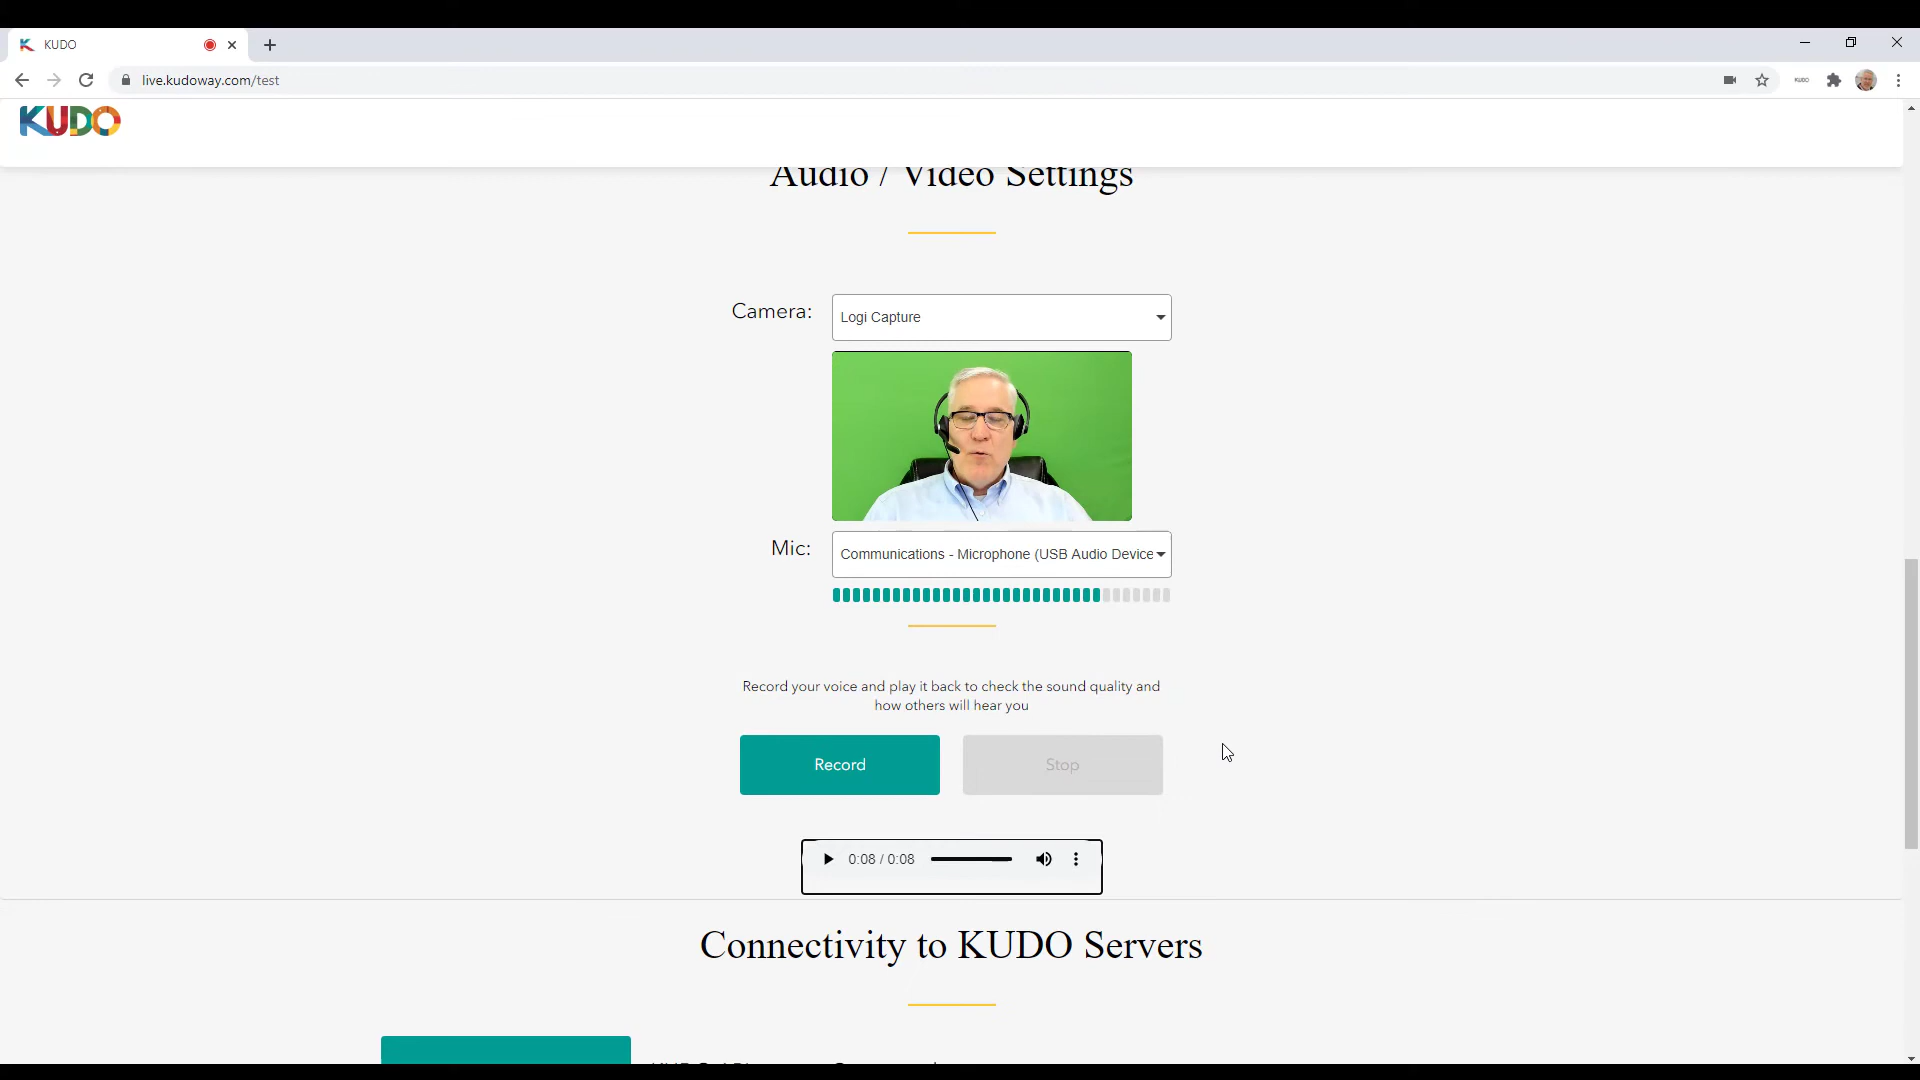 KUDO
live.kudoway.com/test
KUDO
KUDO
Audio / Video Settings
Camera:
Logi Capture
Mic:
Communications - Microphone (USB Audio Device
Record your voice and play it back to check the sound quality and
how others will hear you
Record
Stop
0:08 / 0:08
Connectivity to KUDO Servers